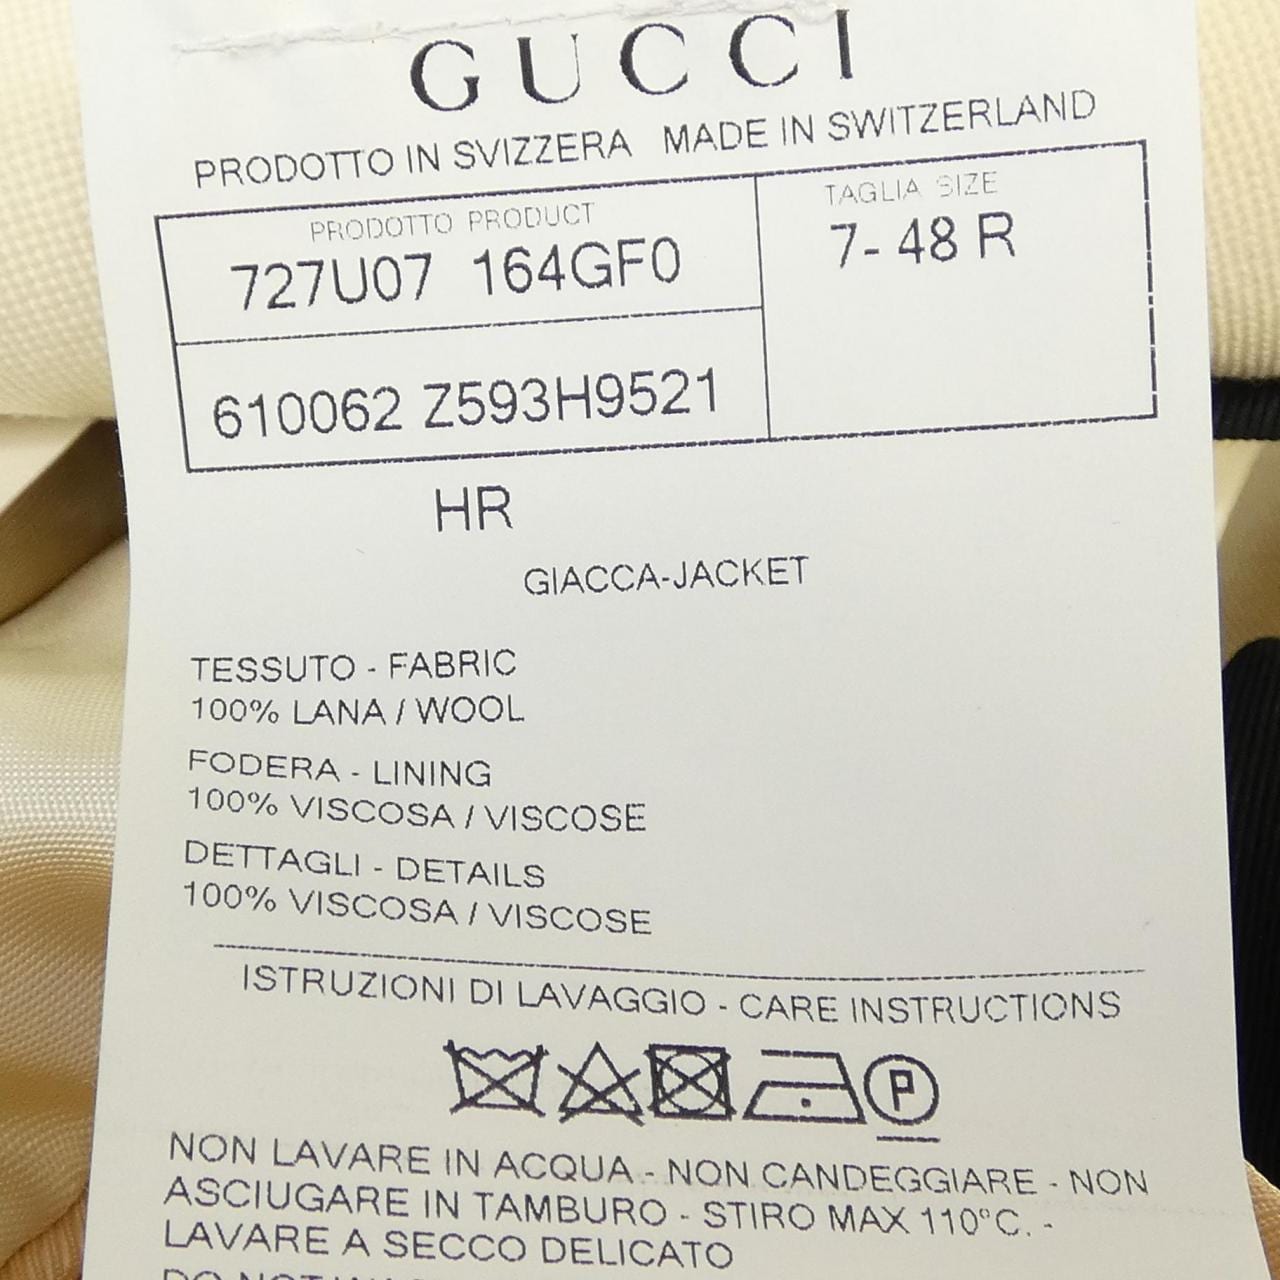 GUCCI
PRODOTTO IN SVIZZERA MADE IN SWITZERLAND
PRODOTTO PRODUCT
TAGLIA SIZE
727U07 164GF0
7- 48 R
610062 Z593H9521
HR
GIACCA-JACKET
TESSUTO - FABRIC
100% LANA / WOOL
FODERA - LINING
100% VISCOSA / VISCOSE
DETTAGLI - DETAILS
100% VISCOSA / VISCOSE
ISTRUZIONI DI LAVAGGIO - CARE INSTRUCTIONS
P
NON LAVARE IN ACQUA - NON CANDEGGIARE - NON
ASCIUGARE IN TAMBURO - STIRO MAX 110°C. -
LAVARE A SECCO DELICATO
DO NOT